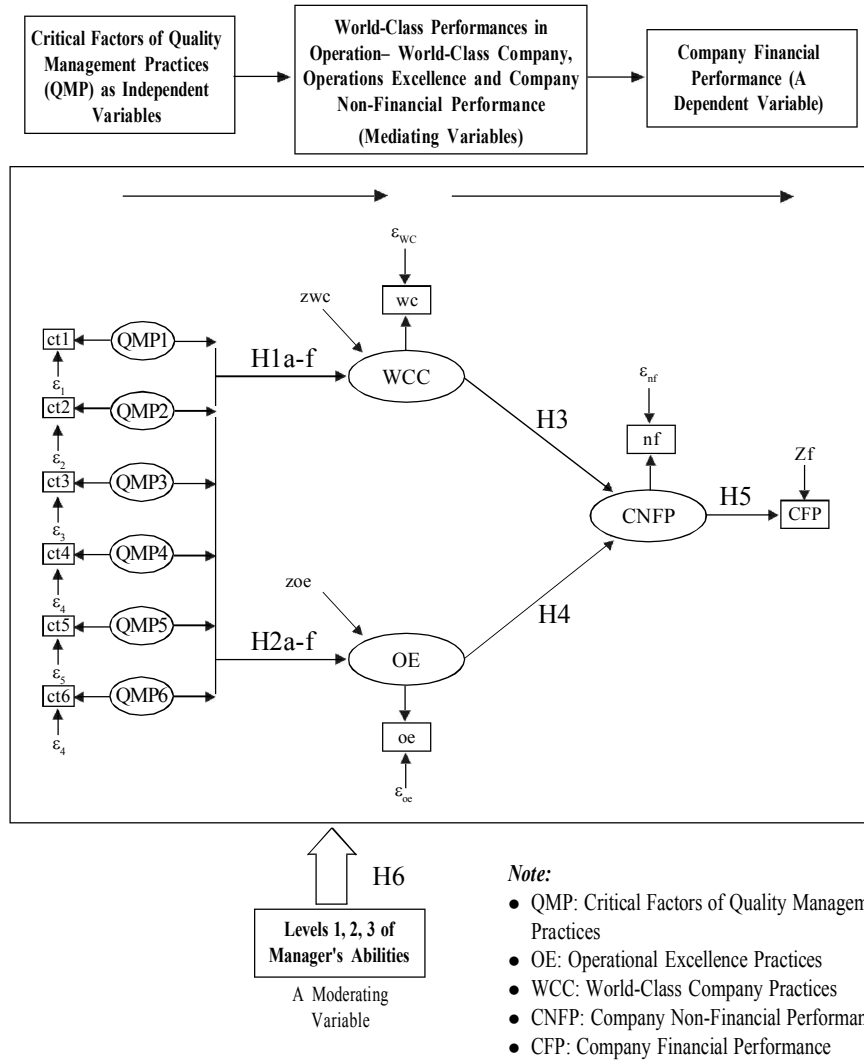 Critical Factors of Quality
Management Practices
(QMP) as Independent
Variables
World-Class Performances in
Operation– World-Class Company,
Operations Excellence and Company
Non-Financial Performance
(Mediating Variables)
Company Financial
Performance (A
Dependent Variable)
εWC
wc
zwc
WCC
ct1
QMP1
ε1
H1a-f
ct2
QMP2
ε2
ct3
QMP3
ε3
ct4
QMP4
ε4
ct5
QMP5
ε5
ct6
QMP6
ε4
H2a-f
zoe
OE
oe
εoe
H3
H4
εnf
nf
CNFP
H5
Zf
CFP
H6
Levels 1, 2, 3 of
Manager's Abilities
A Moderating
Variable
Note:
● QMP: Critical Factors of Quality Managem
Practices
● OE: Operational Excellence Practices
● WCC: World-Class Company Practices
● CNFP: Company Non-Financial Performan
● CFP: Company Financial Performance